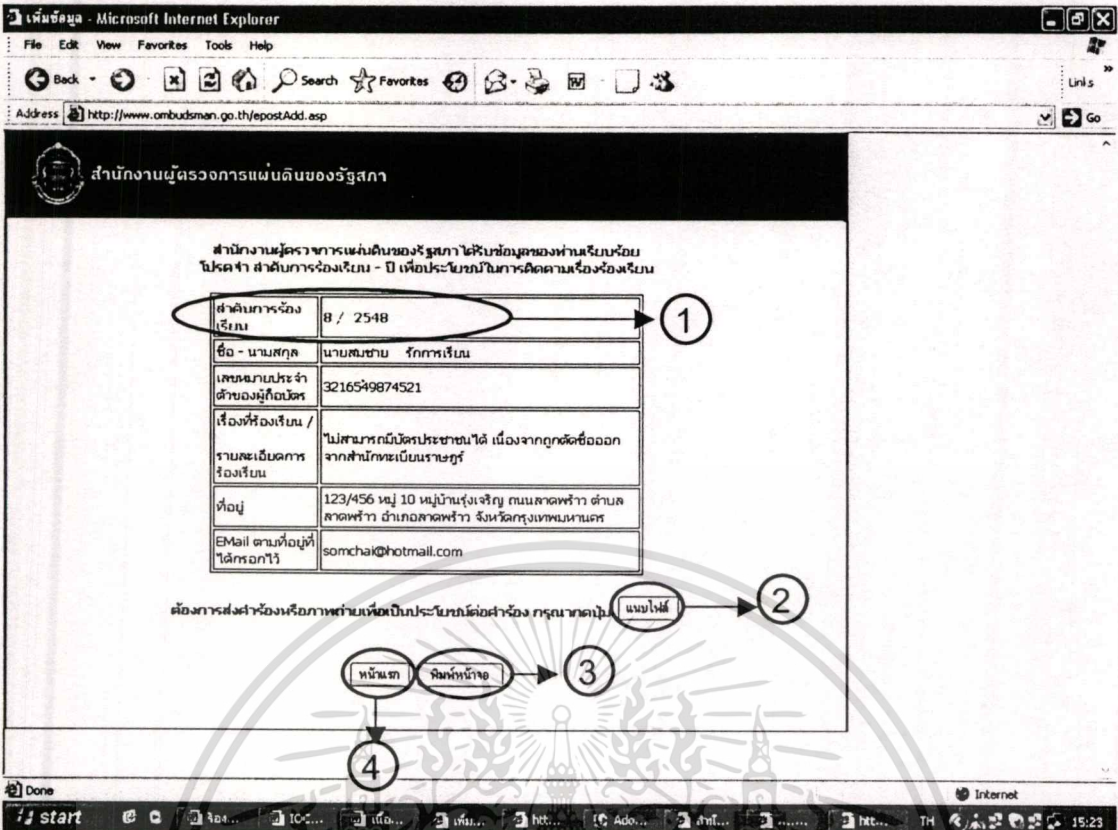 เพิ่มข้อมูล - Microsoft Internet Explorer
File Edit View Favorites Tools Help
Back Search Favorites Links
Address http://www.ombudsman.go.th/epostAdd.asp Go
สำนักงานผู้ตรวจการแผ่นดินของรัฐสภา
สำนักงานผู้ตรวจการแผ่นดินของรัฐสภา ได้รับข้อมูลของท่านเรียบร้อย
โปรดจำ ลำดับการร้องเรียน - ปี เพื่อประโยชน์ในการติดตามเรื่องร้องเรียน
ลำดับการร้อง
เรียน
8 / 2548
1
ชื่อ - นามสกุล
นายสมชาย รักการเรียน
เลขหมายประจำ
ตัวของผู้ถือบัตร
3216549874521
เรื่องที่ร้องเรียน /
รายละเอียดการ
ร้องเรียน
ไม่สามารถมีบัตรประชาชนได้ เนื่องจากถูกตัดชื่อออก
จากสำนักทะเบียนราษฎร์
ที่อยู่
123/456 หมู่ 10 หมู่บ้านรุ่งเจริญ ถนนลาดพร้าว ตำบล
ลาดพร้าว อำเภอลาดพร้าว จังหวัดกรุงเทพมหานคร
EMail ตามที่อยู่ที่
ได้กรอกไว้
somchai@hotmail.com
ต้องการส่งคำร้องหรือภาพถ่ายเพื่อเป็นประโยชน์ต่อคำร้อง กรุณากดปุ่ม แนบไฟล์
2
หน้าแรก พิมพ์หน้าจอ
3
4
Done Internet
start เพิ่ม... htt... Ado... htt... TH 15:23